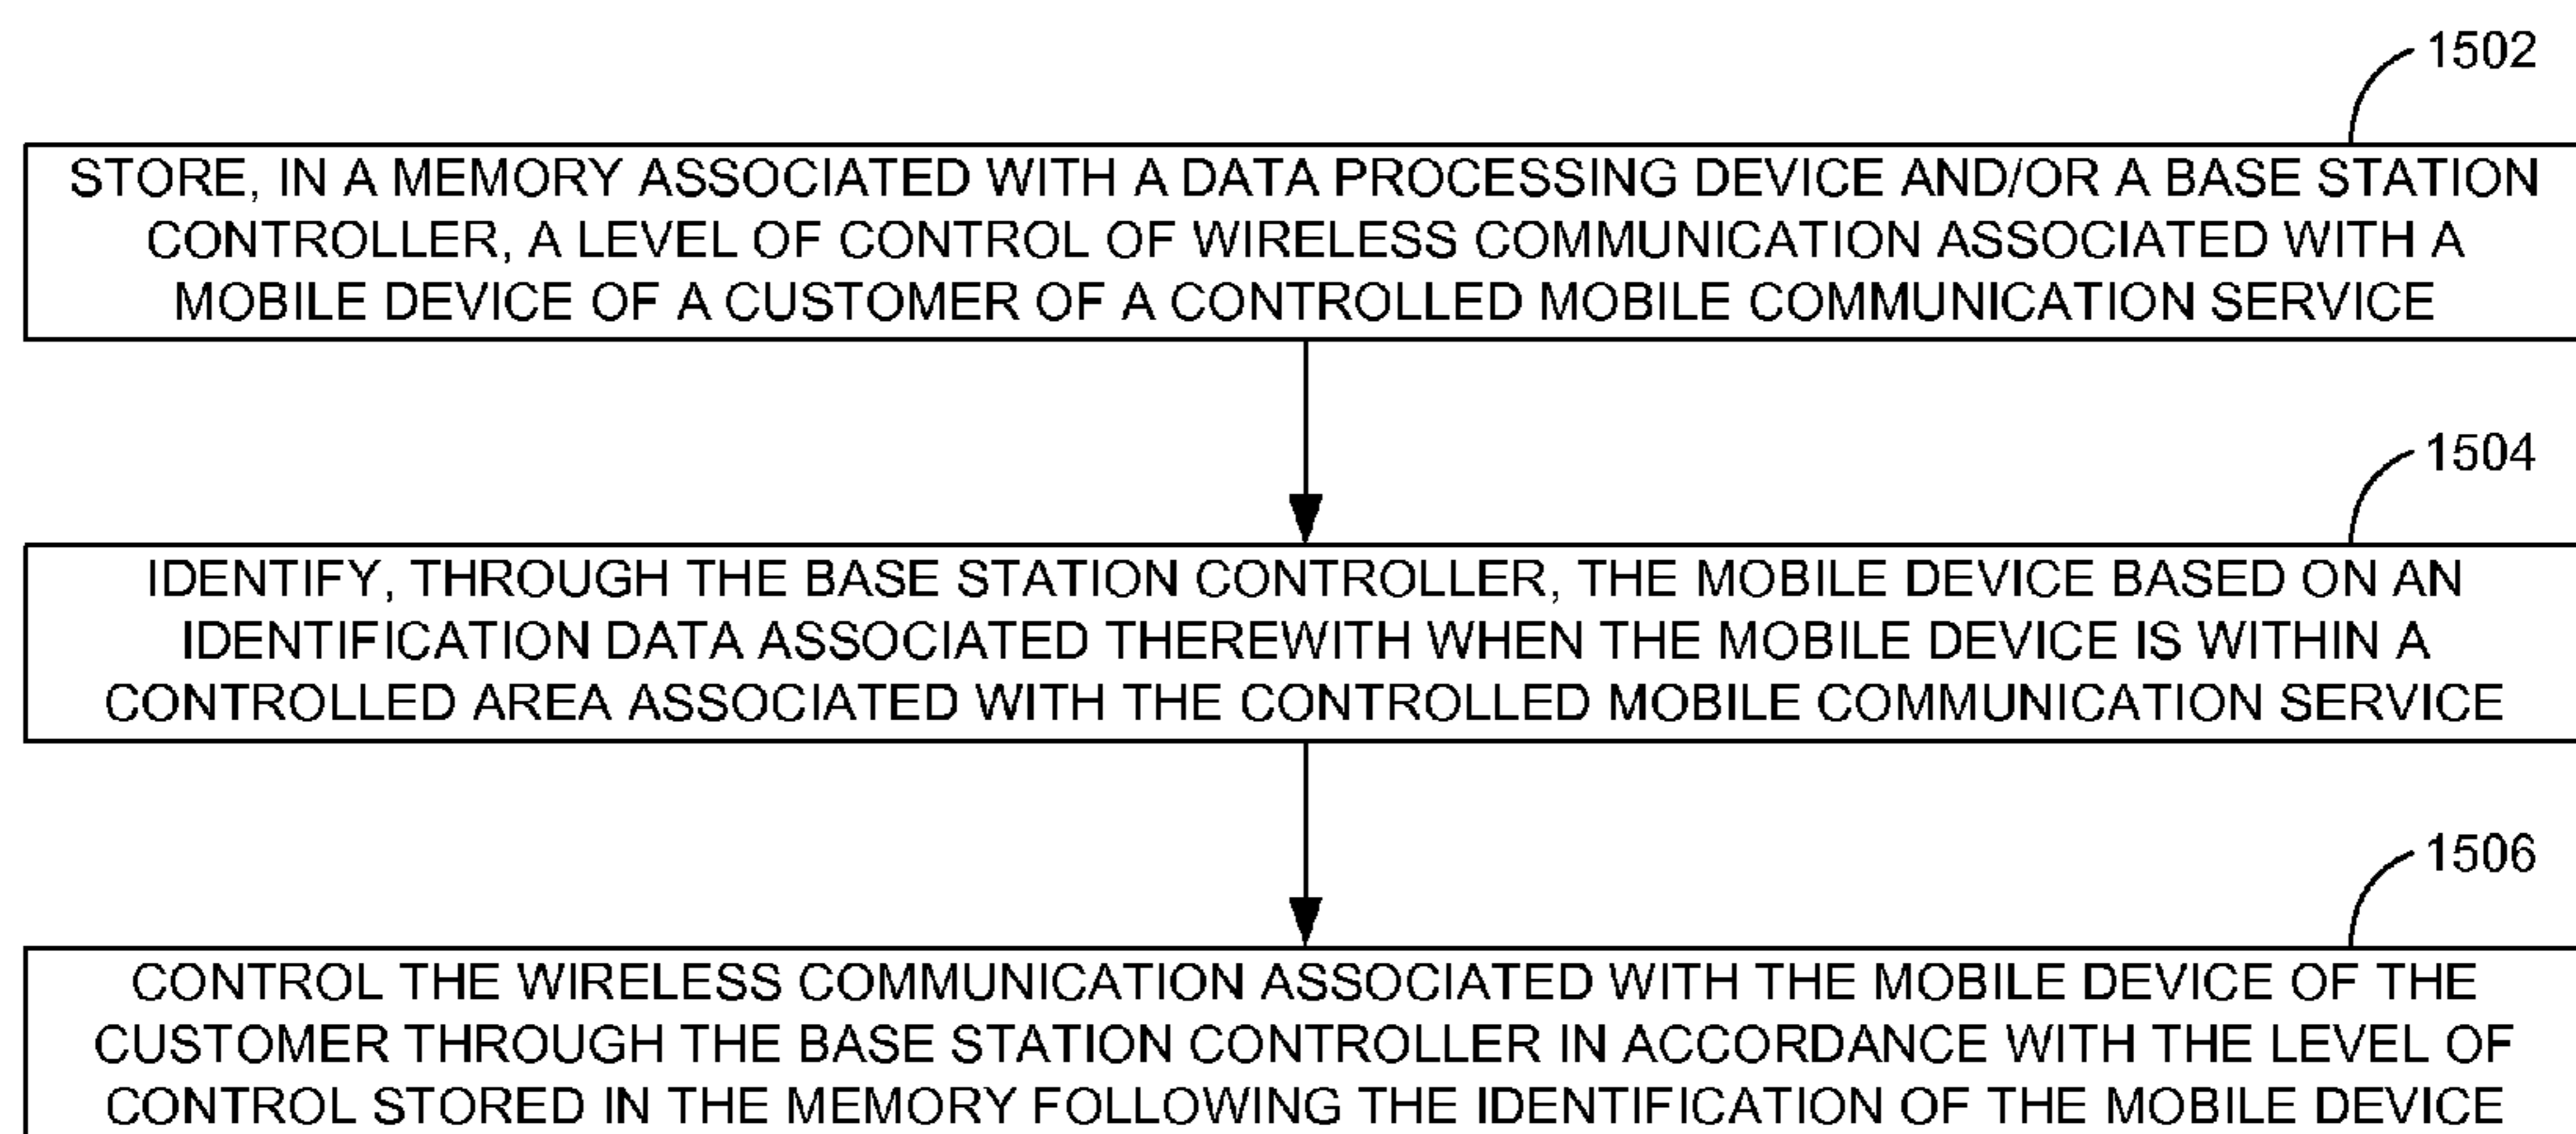 1502
STORE, IN A MEMORY ASSOCIATED WITH A DATA PROCESSING DEVICE AND/OR A BASE STATION
CONTROLLER, A LEVEL OF CONTROL OF WIRELESS COMMUNICATION ASSOCIATED WITH A
MOBILE DEVICE OF A CUSTOMER OF A CONTROLLED MOBILE COMMUNICATION SERVICE
1504
IDENTIFY, THROUGH THE BASE STATION CONTROLLER, THE MOBILE DEVICE BASED ON AN
IDENTIFICATION DATA ASSOCIATED THEREWITH WHEN THE MOBILE DEVICE IS WITHIN A
CONTROLLED AREA ASSOCIATED WITH THE CONTROLLED MOBILE COMMUNICATION SERVICE
1506
CONTROL THE WIRELESS COMMUNICATION ASSOCIATED WITH THE MOBILE DEVICE OF THE
CUSTOMER THROUGH THE BASE STATION CONTROLLER IN ACCORDANCE WITH THE LEVEL OF
CONTROL STORED IN THE MEMORY FOLLOWING THE IDENTIFICATION OF THE MOBILE DEVICE